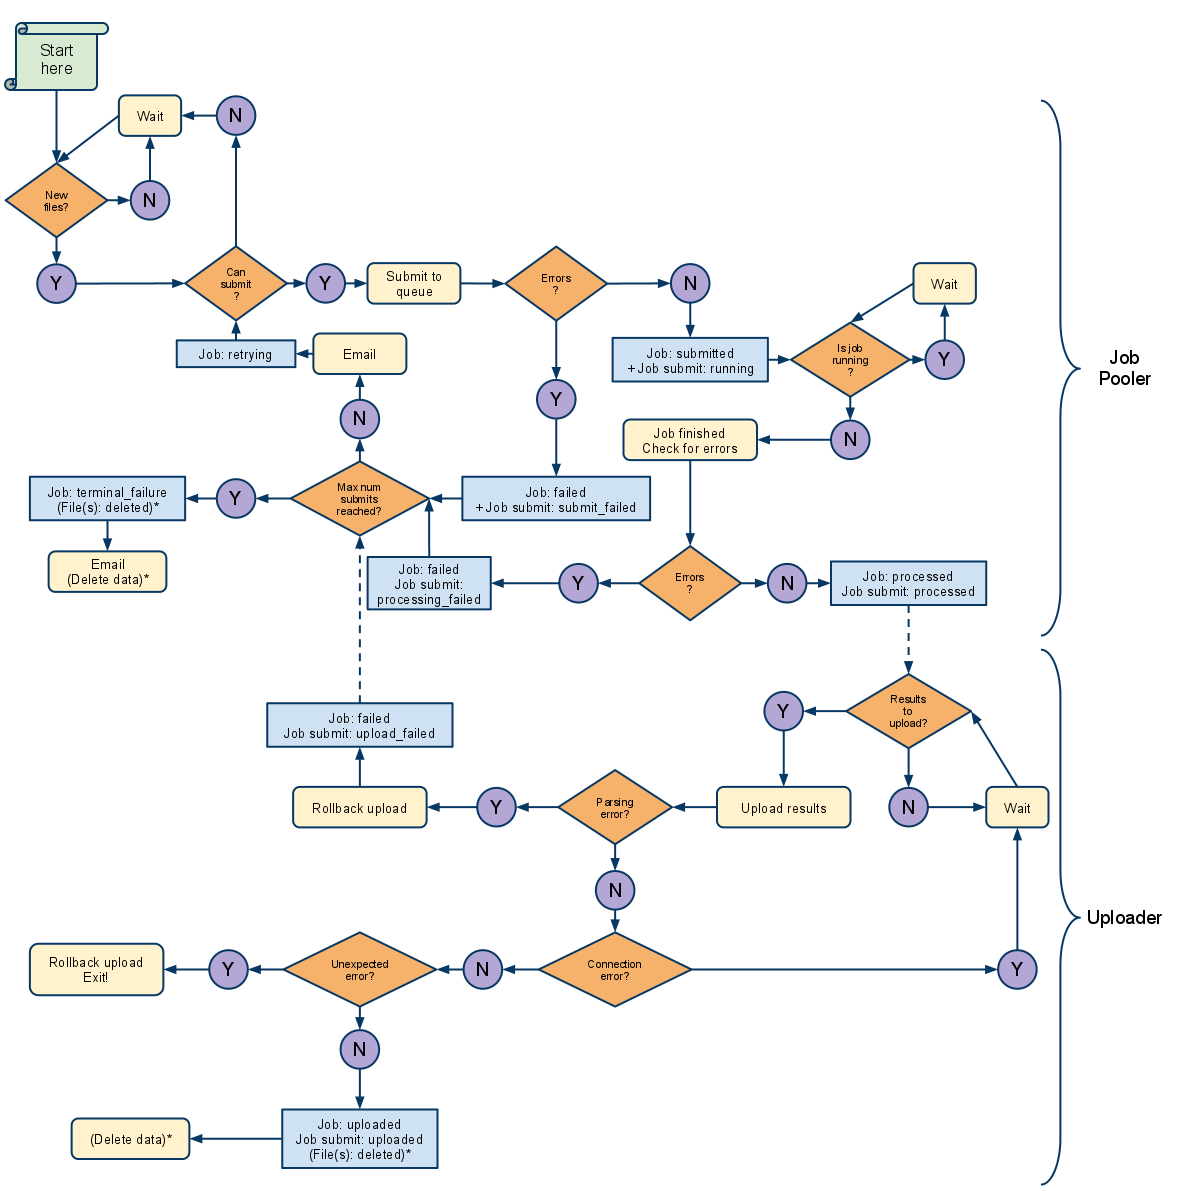 Start
here
Wait
N
New
files?
N
Y
Can
submit
?
Y
Submit to
queue
Errors
?
N
Wait
Job: retrying
Email
Job: submitted
+Job submit: running
Is job
running
?
Y
Job
Pooler
Y
N
Job finished
Check for errors
N
Job: terminal_failure
(File(s): deleted)*
Y
Max num
submits
reached?
Job: failed
+Job submit: submit_failed
Email
(Delete data)*
Job: failed
Job submit:
processing_failed
Y
Errors
?
N
Job: processed
Job submit: processed
Job: failed
Job submit: upload_failed
Y
Results
to
upload?
Rollback upload
Y
Parsing
error?
Upload results
N
Wait
N
Uploader
Rollback upload
Exit!
Y
Unexpected
error?
N
Connection
error?
Y
N
(Delete data)*
Job: uploaded
Job submit: uploaded
(File(s): deleted)*